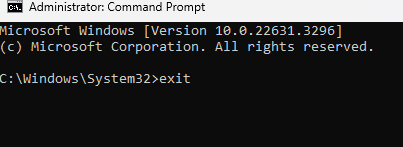 Administrator: Command Prompt
Microsoft Windows [Version 10.0.22631.3296]
(c) Microsoft Corporation. All rights reserved.
C:\Windows\System32>exit